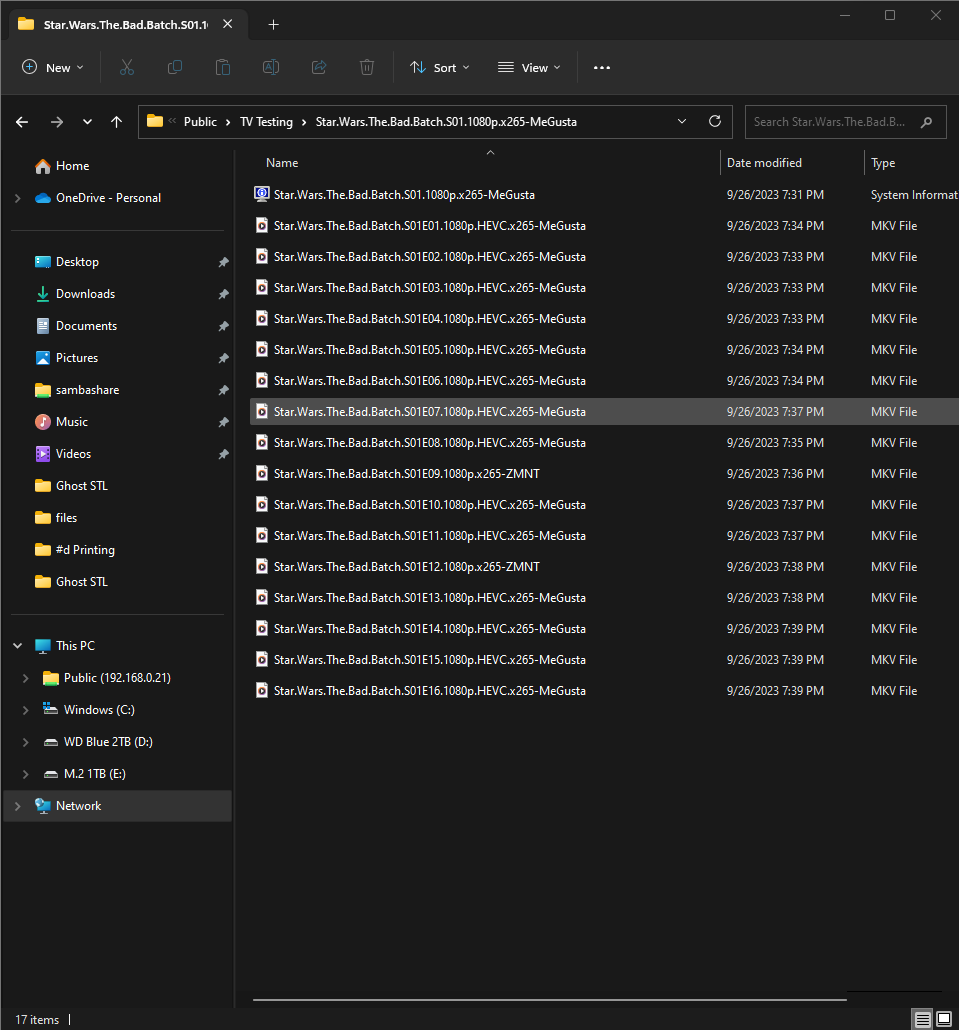 Star.Wars.The.Bad.Batch.S01.1
New
Sort
View
Public > TV Testing > Star.Wars.The.Bad.Batch.S01.1080p.x265-MeGusta
Search Star.Wars.The.Bad.B...
Home
OneDrive - Personal
Desktop
Downloads
Documents
Pictures
sambashare
Music
Videos
Ghost STL
files
#d Printing
Ghost STL
This PC
Public (192.168.0.21)
Windows (C:)
WD Blue 2TB (D:)
M.2 1TB (E:)
Network
Name Date modified Type
Star.Wars.The.Bad.Batch.S01.1080p.x265-MeGusta 9/26/2023 7:31 PM System Informat
Star.Wars.The.Bad.Batch.S01E01.1080p.HEVC.x265-MeGusta 9/26/2023 7:34 PM MKV File
Star.Wars.The.Bad.Batch.S01E02.1080p.HEVC.x265-MeGusta 9/26/2023 7:33 PM MKV File
Star.Wars.The.Bad.Batch.S01E03.1080p.HEVC.x265-MeGusta 9/26/2023 7:33 PM MKV File
Star.Wars.The.Bad.Batch.S01E04.1080p.HEVC.x265-MeGusta 9/26/2023 7:33 PM MKV File
Star.Wars.The.Bad.Batch.S01E05.1080p.HEVC.x265-MeGusta 9/26/2023 7:34 PM MKV File
Star.Wars.The.Bad.Batch.S01E06.1080p.HEVC.x265-MeGusta 9/26/2023 7:34 PM MKV File
Star.Wars.The.Bad.Batch.S01E07.1080p.HEVC.x265-MeGusta 9/26/2023 7:37 PM MKV File
Star.Wars.The.Bad.Batch.S01E08.1080p.HEVC.x265-MeGusta 9/26/2023 7:35 PM MKV File
Star.Wars.The.Bad.Batch.S01E09.1080p.x265-ZMNT 9/26/2023 7:36 PM MKV File
Star.Wars.The.Bad.Batch.S01E10.1080p.HEVC.x265-MeGusta 9/26/2023 7:37 PM MKV File
Star.Wars.The.Bad.Batch.S01E11.1080p.HEVC.x265-MeGusta 9/26/2023 7:37 PM MKV File
Star.Wars.The.Bad.Batch.S01E12.1080p.x265-ZMNT 9/26/2023 7:38 PM MKV File
Star.Wars.The.Bad.Batch.S01E13.1080p.HEVC.x265-MeGusta 9/26/2023 7:38 PM MKV File
Star.Wars.The.Bad.Batch.S01E14.1080p.HEVC.x265-MeGusta 9/26/2023 7:39 PM MKV File
Star.Wars.The.Bad.Batch.S01E15.1080p.HEVC.x265-MeGusta 9/26/2023 7:39 PM MKV File
Star.Wars.The.Bad.Batch.S01E16.1080p.HEVC.x265-MeGusta 9/26/2023 7:39 PM MKV File
17 items